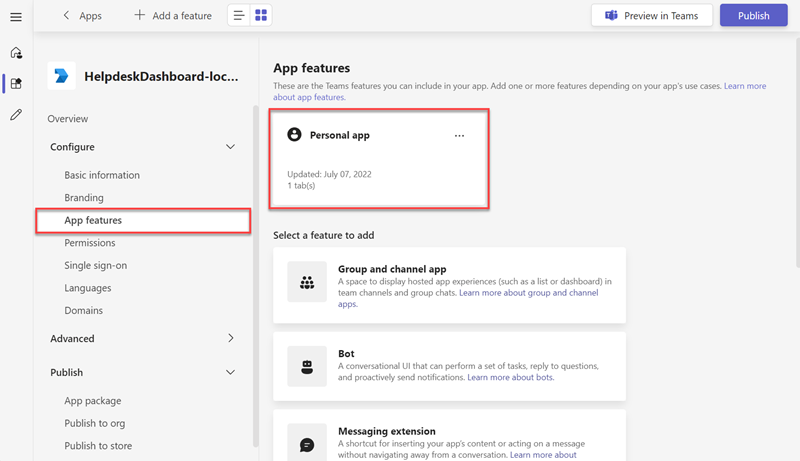 Apps
Add a feature
Preview in Teams
Publish
HelpdeskDashboard-loc...
Overview
Configure
Basic information
Branding
App features
Permissions
Single sign-on
Languages
Domains
Advanced
Publish
App package
Publish to org
Publish to store
App features
These are the Teams features you can include in your app. Add one or more features depending on your app's use cases. Learn more
about app features.
Personal app
Updated: July 07, 2022
1 tab(s)
Select a feature to add
Group and channel app
A space to display hosted app experiences (such as a list or dashboard) in
team channels and group chats. Learn more about group and channel
apps.
Bot
A conversational UI that can perform a set of tasks, reply to questions,
and proactively send notifications. Learn more about bots.
Messaging extension
A shortcut for inserting your app's content or acting on a message
without navigating away from a conversation. Learn more about